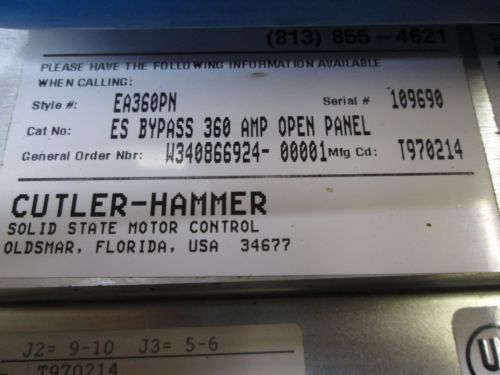 (813) 855-4621
PLEASE HAVE THE FOLLOWING INFORMATION AVAILABLE
WHEN CALLING:
Style #: EA360PN Serial # 109690
Cat No: ES BYPASS 360 AMP OPEN PANEL
General Order Nbr: W340866924- 00001 Mfg Cd: T970214
CUTLER-HAMMER
SOLID STATE MOTOR CONTROL
OLDSMAR, FLORIDA, USA 34677
J2= 9-10 J3= 5-6
T970214